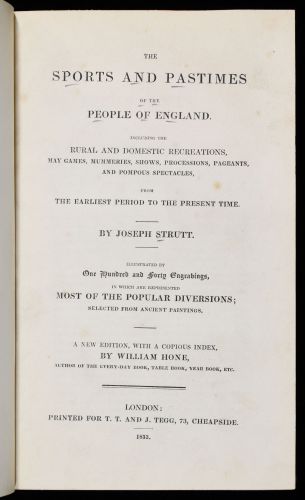 THE
SPORTS AND PASTIMES
OF THE
PEOPLE OF ENGLAND.
INCLUDING THE
RURAL AND DOMESTIC RECREATIONS,
MAY GAMES, MUMMERIES, SHOWS, PROCESSIONS, PAGEANTS,
AND POMPOUS SPECTACLES,
FROM
THE EARLIEST PERIOD TO THE PRESENT TIME.
BY JOSEPH STRUTT.
ILLUSTRATED BY
One Hundred and Forty Engravings,
IN WHICH ARE REPRESENTED
MOST OF THE POPULAR DIVERSIONS;
SELECTED FROM ANCIENT PAINTINGS,
A NEW EDITION, WITH A COPIOUS INDEX,
BY WILLIAM HONE,
AUTHOR OF THE EVERY-DAY BOOK, TABLE BOOK, YEAR BOOK, ETC.
LONDON:
PRINTED FOR T. T. AND J. TEGG, 73, CHEAPSIDE.
1833.